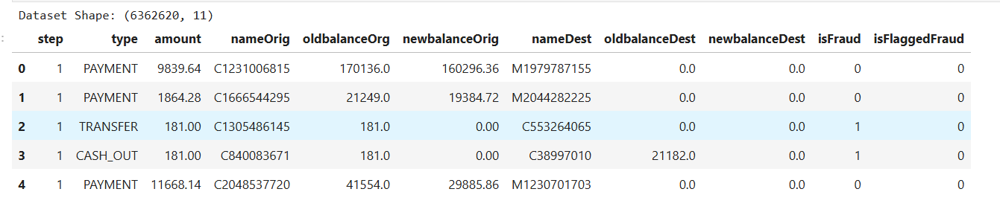 Dataset Shape: (6362620, 11)
: step type amount nameOrig oldbalanceOrg newbalanceOrig nameDest oldbalanceDest newbalanceDest isFraud isFlaggedFraud
0 1 PAYMENT 9839.64 C1231006815 170136.0 160296.36 M1979787155 0.0 0.0 0 0
1 1 PAYMENT 1864.28 C1666544295 21249.0 19384.72 M2044282225 0.0 0.0 0 0
2 1 TRANSFER 181.00 C1305486145 181.0 0.00 C553264065 0.0 0.0 1 0
3 1 CASH_OUT 181.00 C840083671 181.0 0.00 C38997010 21182.0 0.0 1 0
4 1 PAYMENT 11668.14 C2048537720 41554.0 29885.86 M1230701703 0.0 0.0 0 0